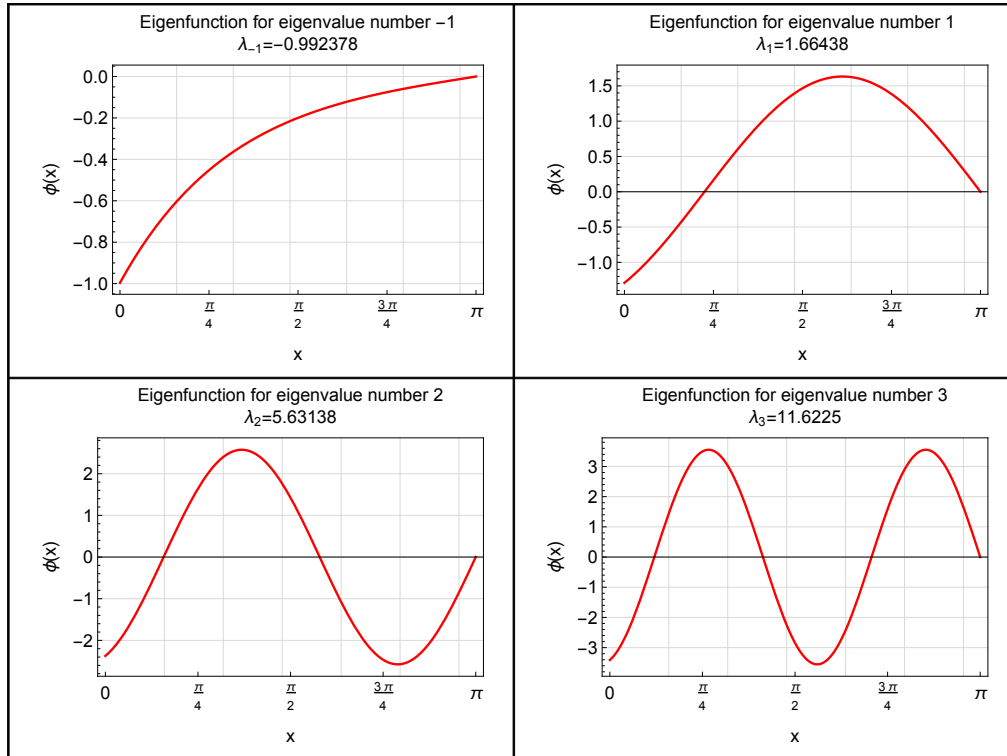 Eigenfunction for eigenvalue number −1
λ₋₁=−0.992378
0.0
−0.2
−0.4
−0.6
−0.8
−1.0
ϕ(x)
0 π/4 π/2 3 π/4 π
x
Eigenfunction for eigenvalue number 1
λ₁=1.66438
1.5
1.0
0.5
0.0
−0.5
−1.0
ϕ(x)
0 π/4 π/2 3 π/4 π
x
Eigenfunction for eigenvalue number 2
λ₂=5.63138
2
1
0
−1
−2
ϕ(x)
0 π/4 π/2 3 π/4 π
x
Eigenfunction for eigenvalue number 3
λ₃=11.6225
3
2
1
0
−1
−2
−3
ϕ(x)
0 π/4 π/2 3 π/4 π
x